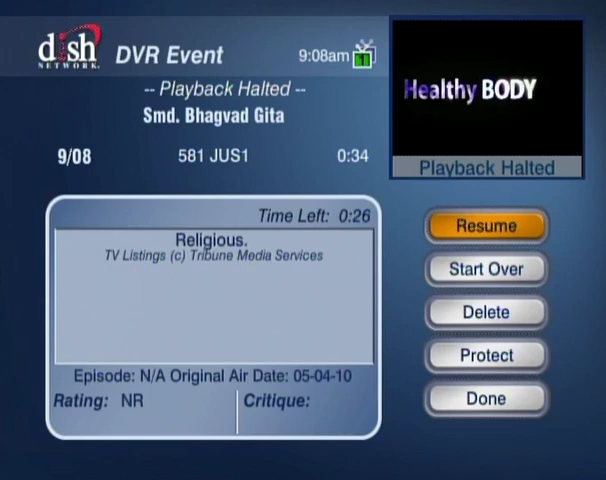 dish
NETWORK.
DVR Event
9:08am
1
-- Playback Halted --
Smd. Bhagvad Gita
9/08 581 JUS1 0:34
Healthy BODY
Playback Halted
Time Left: 0:26
Religious.
TV Listings (c) Tribune Media Services
Episode: N/A Original Air Date: 05-04-10
Rating: NR Critique:
Resume
Start Over
Delete
Protect
Done